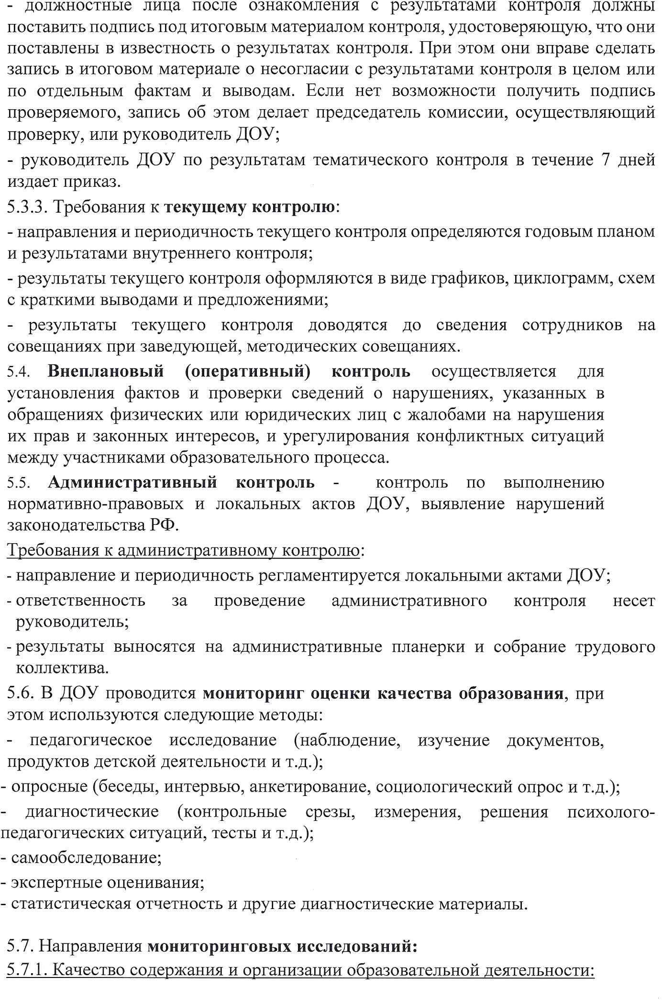 - должностные лица после ознакомления с результатами контроля должны
поставить подпись под итоговым материалом контроля, удостоверяющую, что они
поставлены в известность о результатах контроля. При этом они вправе сделать
запись в итоговом материале о несогласии с результатами контроля в целом или
по отдельным фактам и выводам. Если нет возможности получить подпись
проверяемого, запись об этом делает председатель комиссии, осуществляющий
проверку, или руководитель ДОУ;
- руководитель ДОУ по результатам тематического контроля в течение 7 дней
издает приказ.
5.3.3. Требования к текущему контролю:
- направления и периодичность текущего контроля определяются годовым планом
и результатами внутреннего контроля;
- результаты текущего контроля оформляются в виде графиков, циклограмм, схем
с краткими выводами и предложениями;
- результаты текущего контроля доводятся до сведения сотрудников на
совещаниях при заведующей, методических совещаниях.
5.4. Внеплановый (оперативный) контроль осуществляется для
установления фактов и проверки сведений о нарушениях, указанных в
обращениях физических или юридических лиц с жалобами на нарушения
их прав и законных интересов, и урегулирования конфликтных ситуаций
между участниками образовательного процесса.
5.5. Административный контроль - контроль по выполнению
нормативно-правовых и локальных актов ДОУ, выявление нарушений
законодательства РФ.
Требования к административному контролю:
- направление и периодичность регламентируется локальными актами ДОУ;
- ответственность за проведение административного контроля несет
руководитель;
- результаты выносятся на административные планерки и собрание трудового
коллектива.
5.6. В ДОУ проводится мониторинг оценки качества образования, при
этом используются следующие методы:
- педагогическое исследование (наблюдение, изучение документов,
продуктов детской деятельности и т.д.);
- опросные (беседы, интервью, анкетирование, социологический опрос и т.д.);
- диагностические (контрольные срезы, измерения, решения психолого-
педагогических ситуаций, тесты и т.д.);
- самообследование;
- экспертные оценивания;
- статистическая отчетность и другие диагностические материалы.
5.7. Направления мониторинговых исследований:
5.7.1. Качество содержания и организации образовательной деятельности: